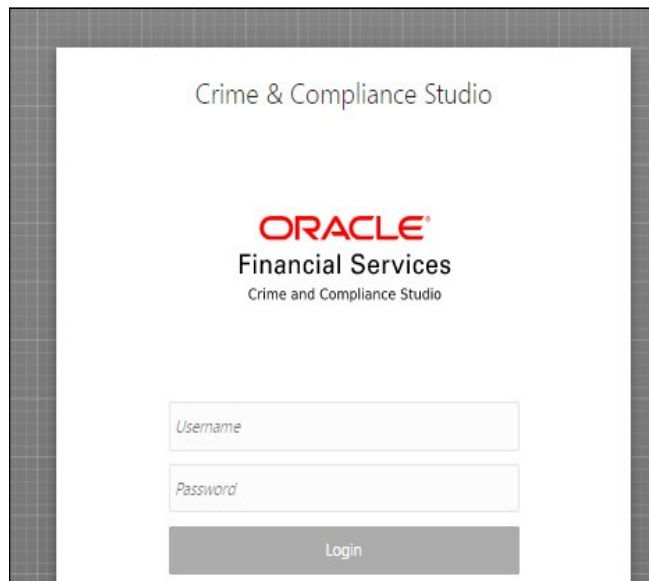 Crime & Compliance Studio
ORACLE®
Financial Services
Crime and Compliance Studio
Username
Password
Login